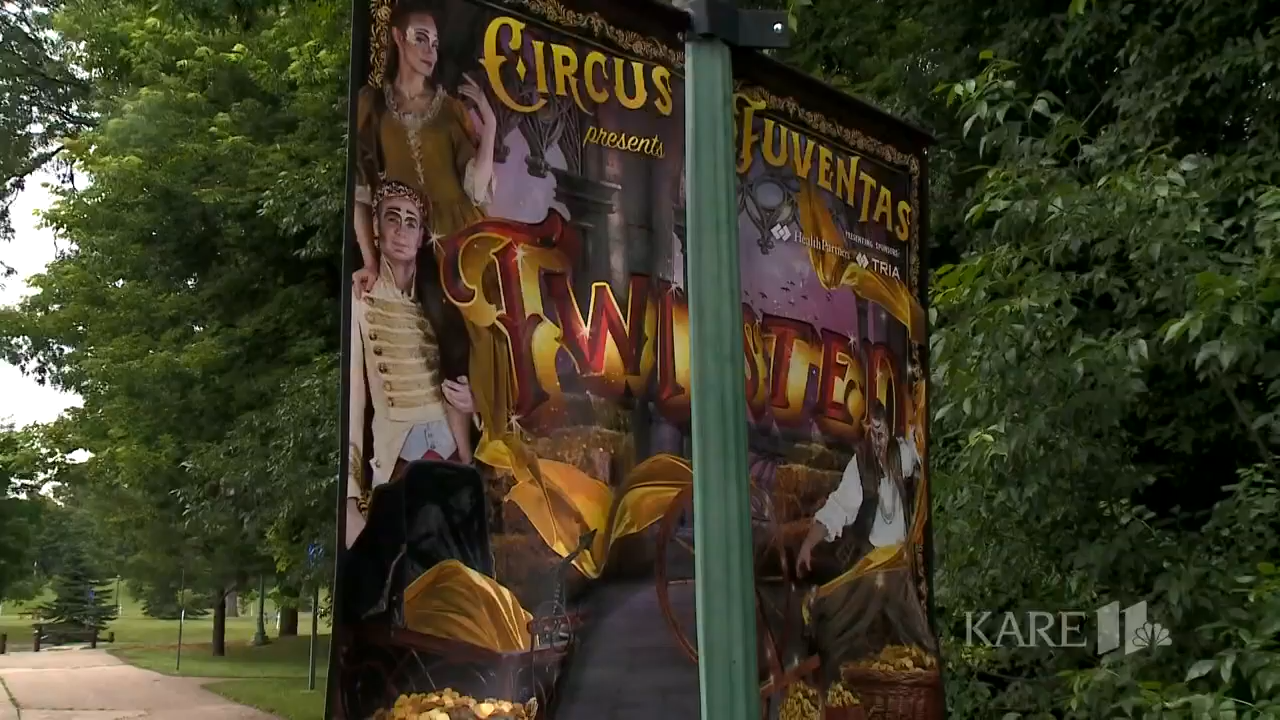 CIRCUS
JUVENTAS
presents
PRESENTING SPONSORS:
HealthPartners
TRIA
TWISTED
KARE 11